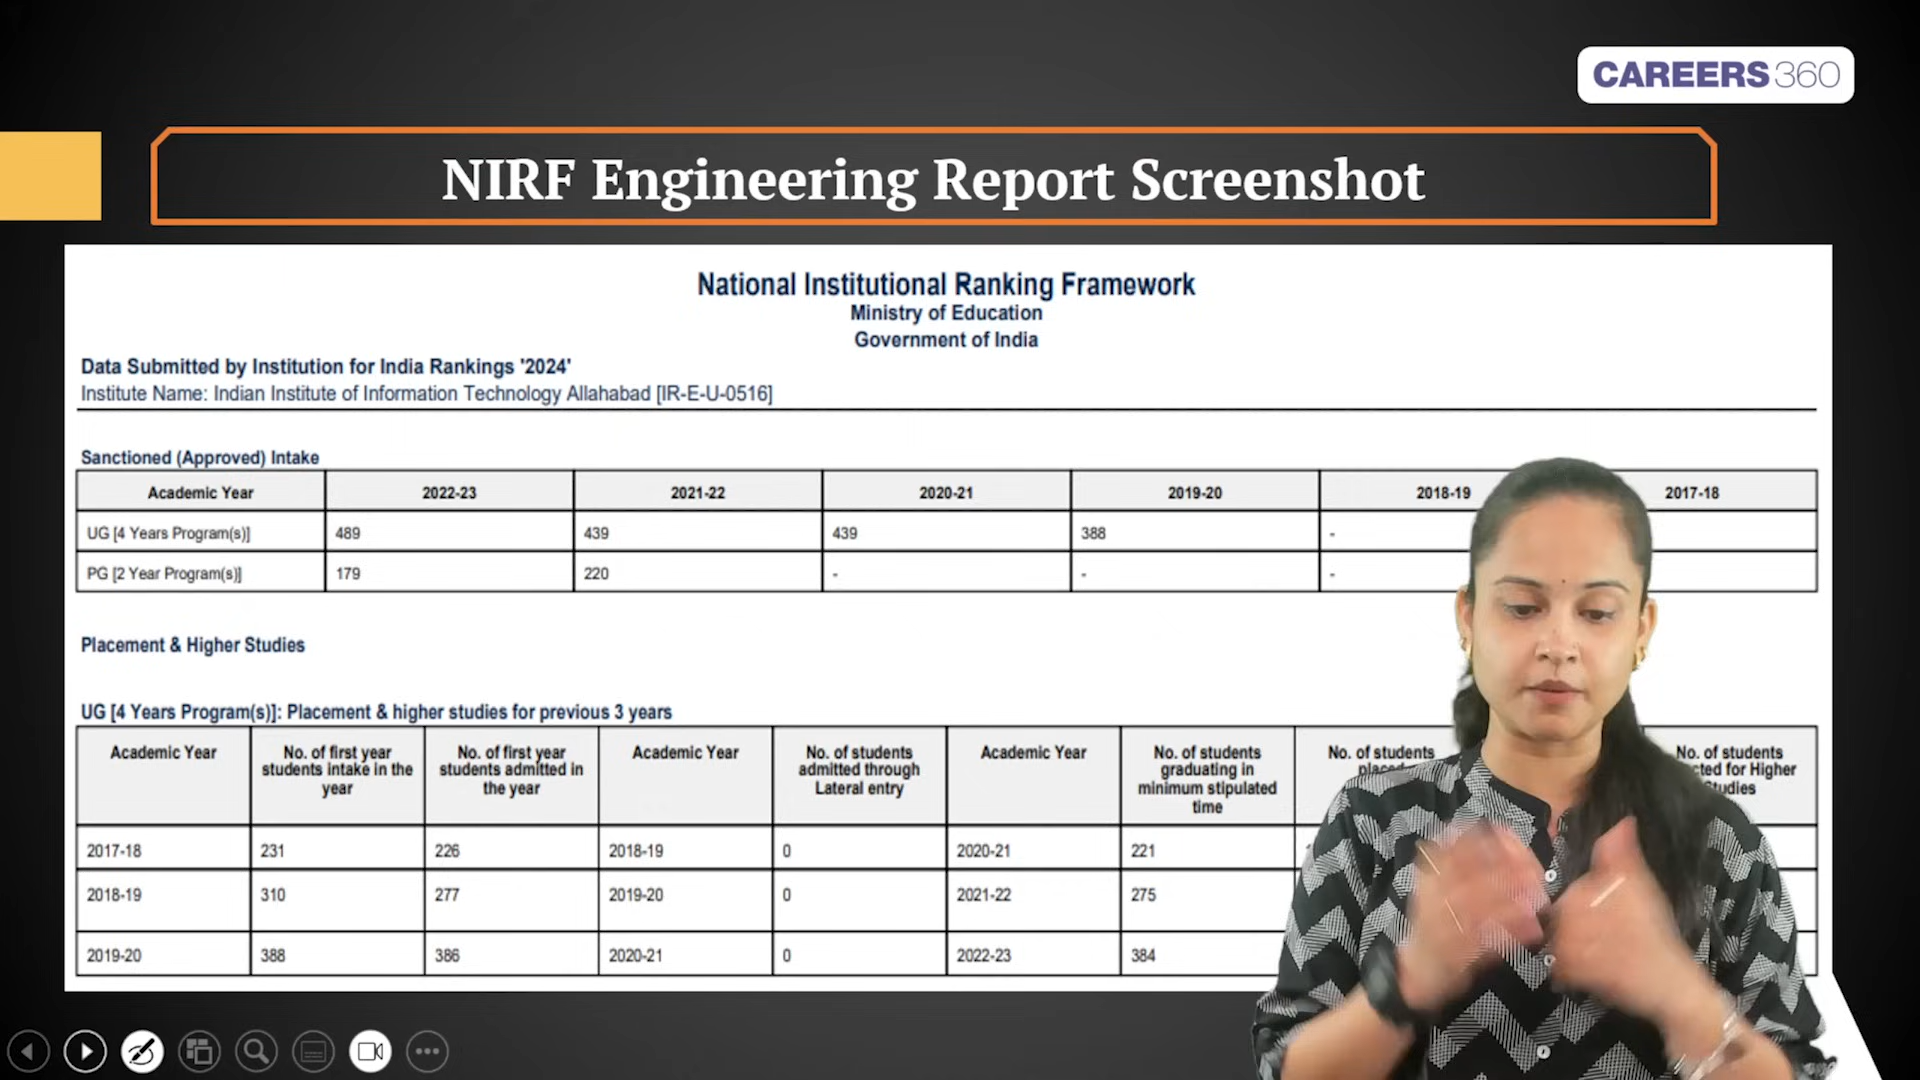 CAREERS360
NIRF Engineering Report Screenshot
National Institutional Ranking Framework
Ministry of Education
Government of India
Data Submitted by Institution for India Rankings '2024'
Institute Name: Indian Institute of Information Technology Allahabad [IR-E-U-0516]
Sanctioned (Approved) Intake
Academic Year 2022-23 2021-22 2020-21 2019-20 2018-19 2017-18
UG [4 Years Program(s)] 489 439 439 388 -
PG [2 Year Program(s)] 179 220 - - -
Placement & Higher Studies
UG [4 Years Program(s)]: Placement & higher studies for previous 3 years
Academic Year No. of first year No. of first year Academic Year No. of students Academic Year No. of students No. of students No. of students
students intake in the students admitted in admitted through graduating in for Higher
year the year Lateral entry minimum stipulated
time
2017-18 231 226 2018-19 0 2020-21 221
2018-19 310 277 2019-20 0 2021-22 275
2019-20 388 386 2020-21 0 2022-23 384